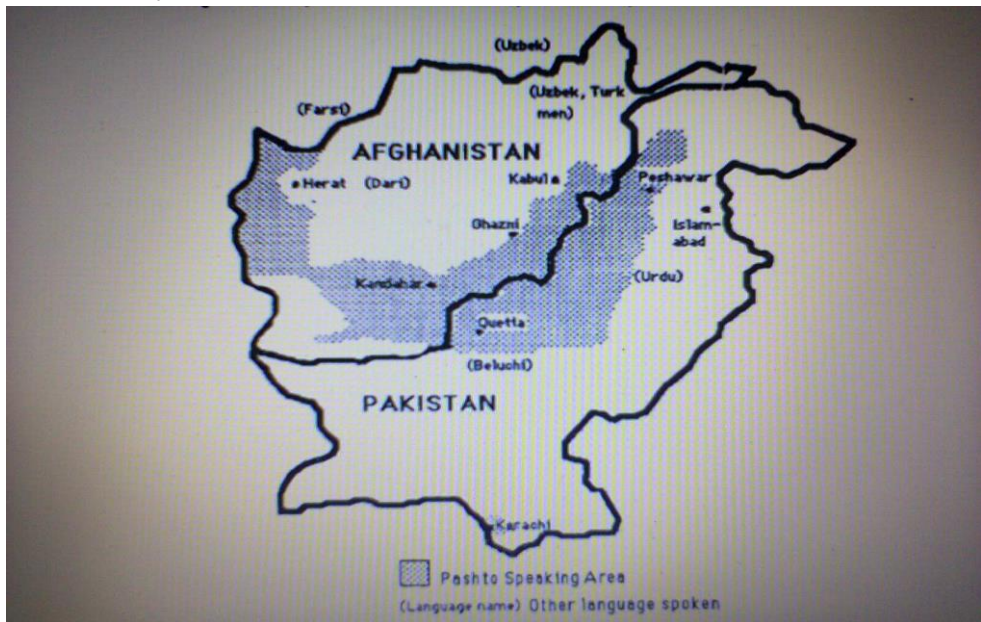 (Uzbek)
(Uzbek, Turk
men)
(Farsi)
AFGHANISTAN
Herat (Dari)
Kabul
Peshawar
Ghazni
Islam-
abad
Kandahar
(Urdu)
Quetta
(Beluchi)
PAKISTAN
Karachi
Pashto Speaking Area
(Language name) Other language spoken